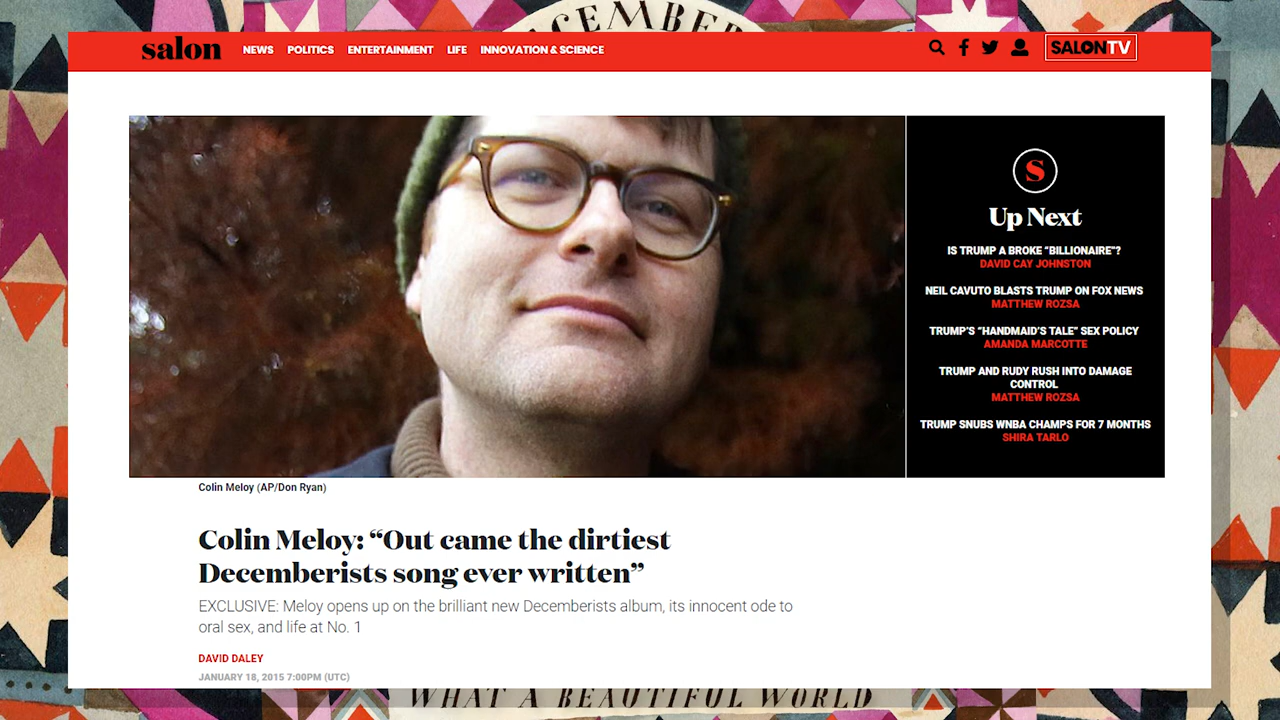 ECEMBER
salon NEWS POLITICS ENTERTAINMENT LIFE INNOVATION & SCIENCE SALONTV
S
Up Next
IS TRUMP A BROKE "BILLIONAIRE"?
DAVID CAY JOHNSTON
NEIL CAVUTO BLASTS TRUMP ON FOX NEWS
MATTHEW ROZSA
TRUMP'S "HANDMAID'S TALE" SEX POLICY
AMANDA MARCOTTE
TRUMP AND RUDY RUSH INTO DAMAGE
CONTROL
MATTHEW ROZSA
TRUMP SNUBS WNBA CHAMPS FOR 7 MONTHS
SHIRA TARLO
Colin Meloy (AP/Don Ryan)
Colin Meloy: “Out came the dirtiest
Decemberists song ever written”
EXCLUSIVE: Meloy opens up on the brilliant new Decemberists album, its innocent ode to
oral sex, and life at No. 1
DAVID DALEY
JANUARY 18, 2015 7:00PM (UTC)
WHAT A BEAUTIFUL WORLD